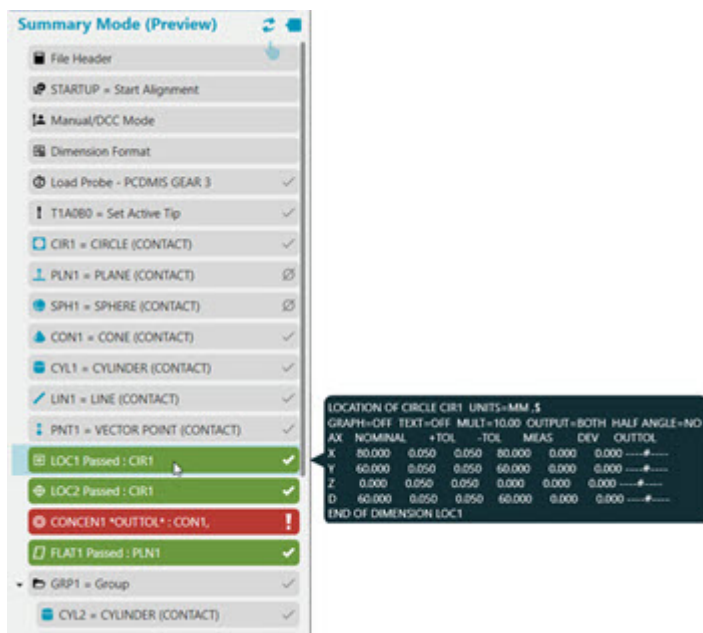 Summary Mode (Preview)
File Header
STARTUP = Start Alignment
Manual/DCC Mode
Dimension Format
Load Probe - PCDMIS GEAR 3
T1A0B0 = Set Active Tip
CIR1 = CIRCLE (CONTACT)
PLN1 = PLANE (CONTACT)
SPH1 = SPHERE (CONTACT)
CON1 = CONE (CONTACT)
CYL1 = CYLINDER (CONTACT)
LIN1 = LINE (CONTACT)
PNT1 = VECTOR POINT (CONTACT)
LOC1 Passed : CIR1
LOC2 Passed : CIR1
CONCEN1 *OUTTOL* : CON1,
FLAT1 Passed : PLN1
GRP1 = Group
CYL2 = CYLINDER (CONTACT)
LOCATION OF CIRCLE CIR1 UNITS=MM ,$
GRAPH=OFF TEXT=OFF MULT=10.00 OUTPUT=BOTH HALF ANGLE=NO
AX NOMINAL +TOL -TOL MEAS DEV OUTTOL
X 80.000 0.050 0.050 80.000 0.000 0.000 ----#----
Y 60.000 0.050 0.050 60.000 0.000 0.000 ----#----
Z 0.000 0.050 0.050 0.000 0.000 0.000 ----#----
D 60.000 0.050 0.050 60.000 0.000 0.000 ----#----
END OF DIMENSION LOC1